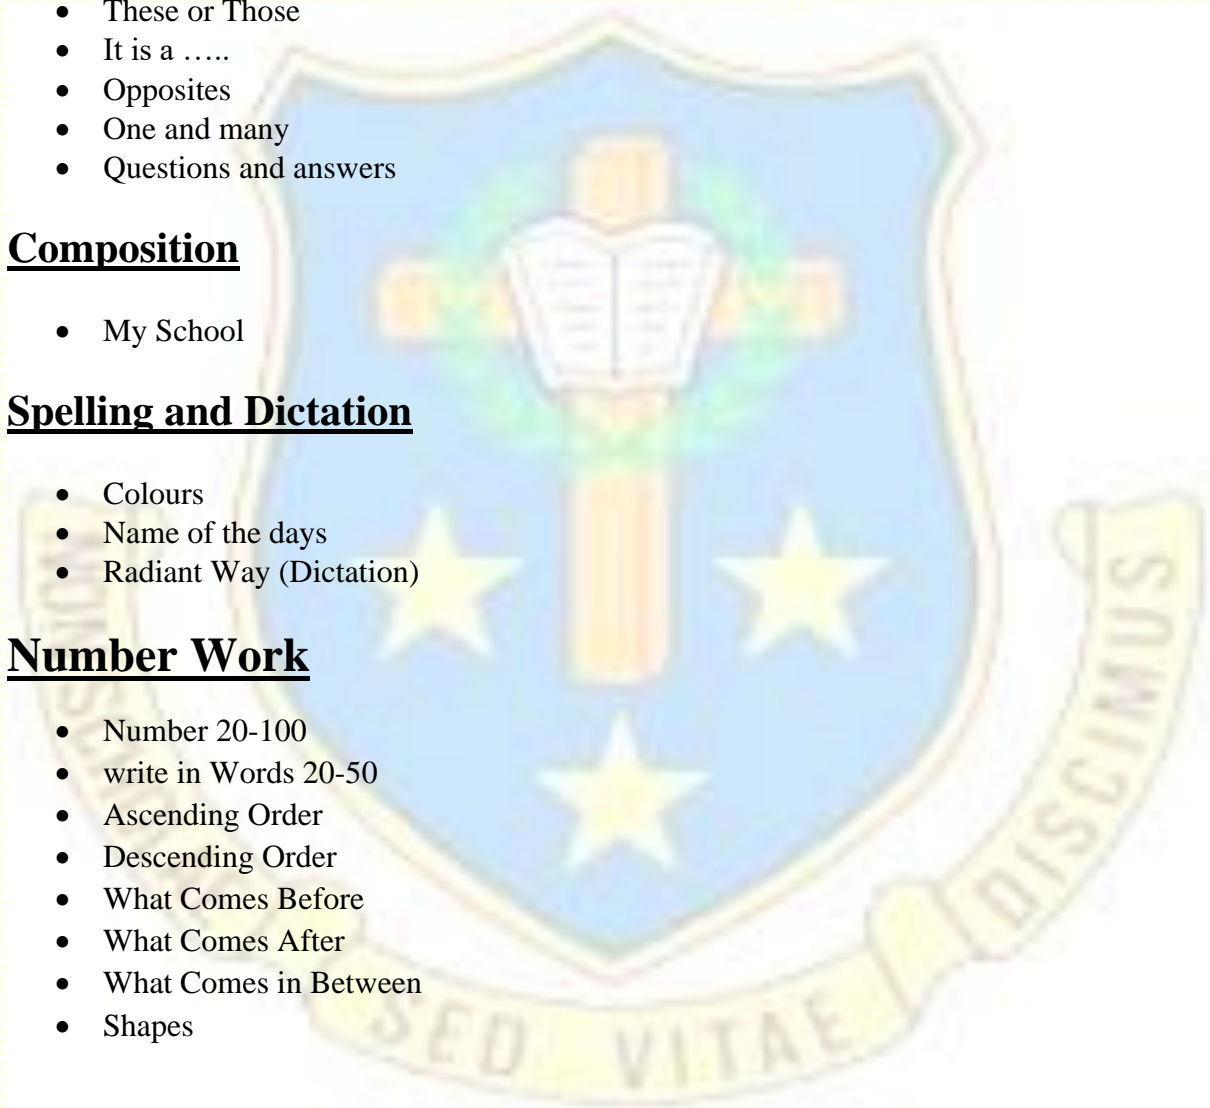 • These or Those
• It is a …..
• Opposites
• One and many
• Questions and answers
Composition
• My School
Spelling and Dictation
• Colours
• Name of the days
• Radiant Way (Dictation)
Number Work
• Number 20-100
• write in Words 20-50
• Ascending Order
• Descending Order
• What Comes Before
• What Comes After
• What Comes in Between
• Shapes
SED VITAE DISCIMUS